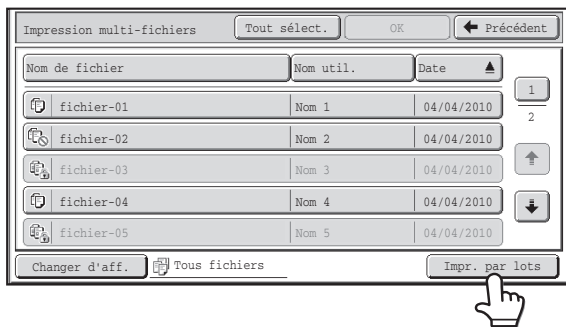 Impression multi-fichiers Tout sélect. OK Précédent
Nom de fichier Nom util. Date
fichier-01 Nom 1 04/04/2010
fichier-02 Nom 2 04/04/2010
fichier-03 Nom 3 04/04/2010
fichier-04 Nom 4 04/04/2010
fichier-05 Nom 5 04/04/2010
1
2
Changer d'aff. Tous fichiers Impr. par lots